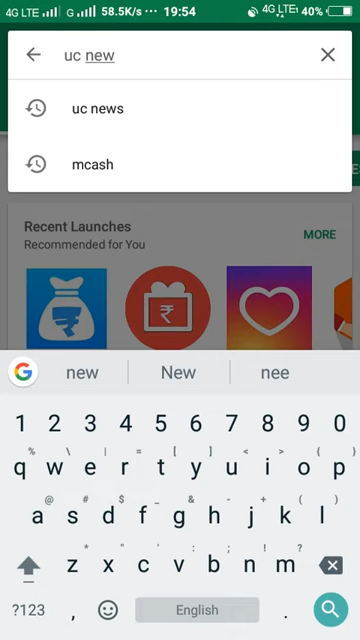 4G LTE G 58.5K/s ··· 19:54 4G LTE 40%
uc new
uc news
mcash
Recent Launches
Recommended for You
MORE
new New nee
1 2 3 4 5 6 7 8 9 0
% \ | = [ ] < > ( )
q w e r t y u i o p
@ # $ _ & - + ( )
a s d f g h j k l
* " ' : ; ! ?
z x c v b n m
?123 , English .